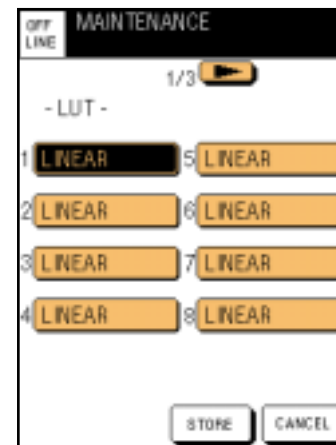 OFF LINE MAINTENANCE
1/3
- LUT -
1 LINEAR 5 LINEAR
2 LINEAR 6 LINEAR
3 LINEAR 7 LINEAR
4 LINEAR 8 LINEAR
STORE CANCEL